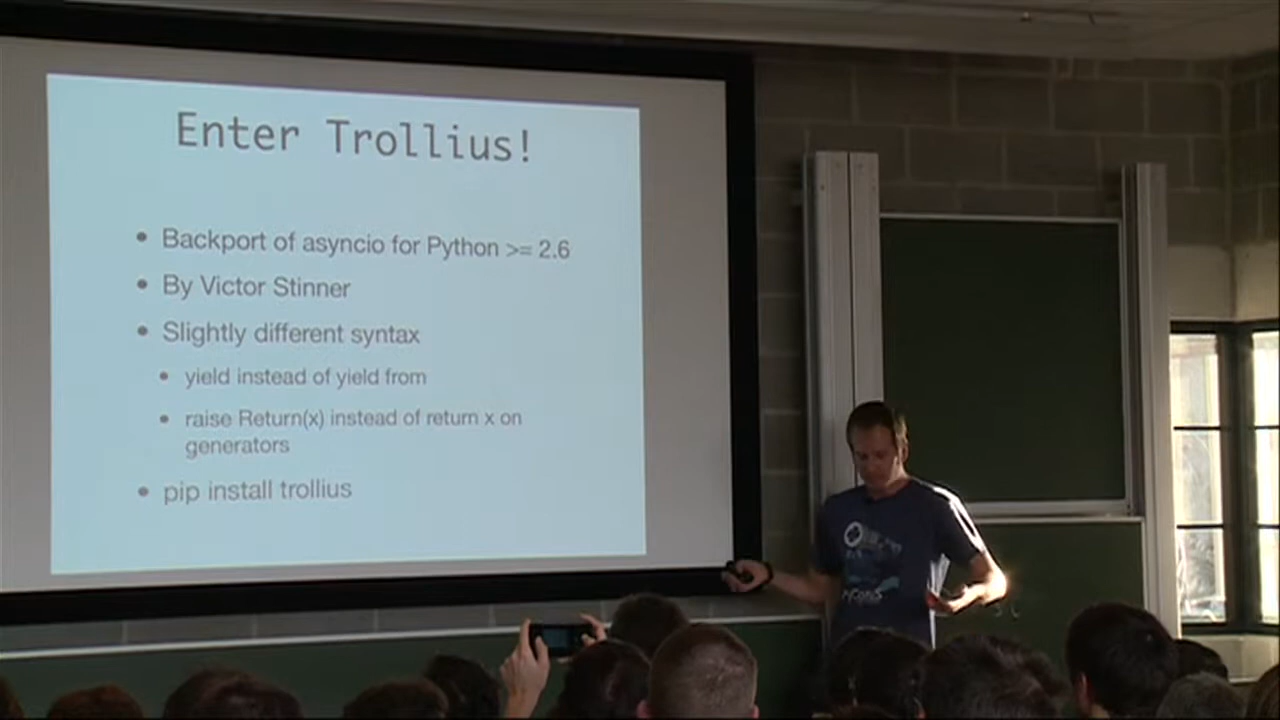 Enter Trollius!
• Backport of asyncio for Python >= 2.6
• By Victor Stinner
• Slightly different syntax
• yield instead of yield from
• raise Return(x) instead of return x on
generators
• pip install trollius